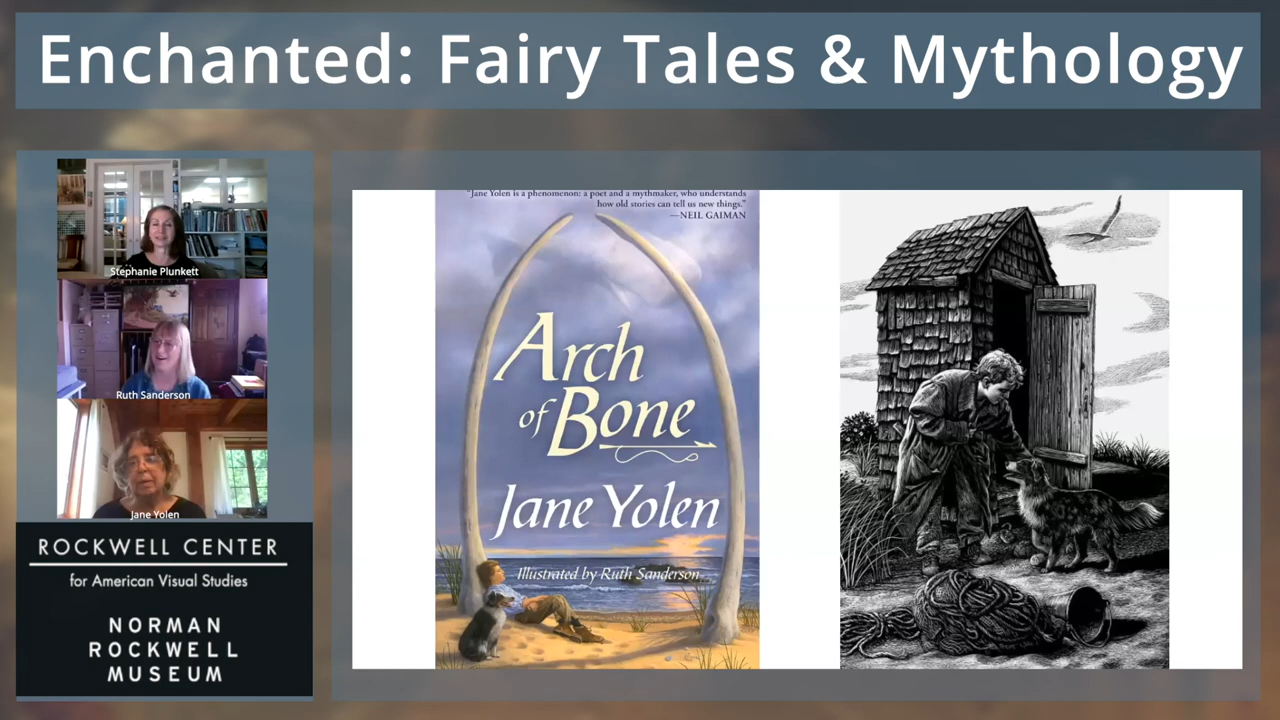 Enchanted: Fairy Tales & Mythology
Stephanie Plunkett
Ruth Sanderson
Jane Yolen
ROCKWELL CENTER
for American Visual Studies
NORMAN
ROCKWELL
MUSEUM
"Jane Yolen is a phenomenon: a poet and a mythmaker, who understands
how old stories can tell us new things."
—NEIL GAIMAN
Arch
of Bone
Jane Yolen
Illustrated by Ruth Sanderson